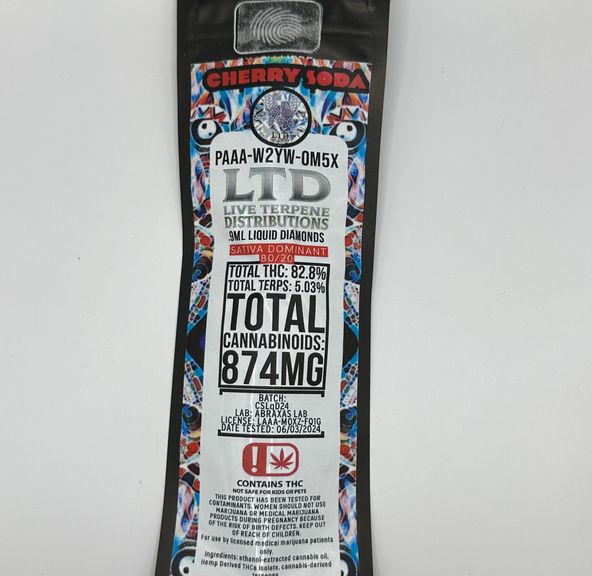 CHERRY SODA
LTD
PAAA-W2YW-OM5X
LTD
LIVE TERPENE
DISTRIBUTIONS
.9ML LIQUID DIAMONDS
SATIVA DOMINANT
80/20
TOTAL THC: 82.8%
TOTAL TERPS: 5.03%
TOTAL
CANNABINOIDS:
874MG
BATCH:
CSLqD24
LAB: ABRAXAS LAB
LICENSE: LAAA-MDXZ-FQ1G
DATE TESTED: 06/03/2024
!
CONTAINS THC
NOT SAFE FOR KIDS OR PETS
THIS PRODUCT HAS BEEN TESTED FOR
CONTAMINANTS. WOMEN SHOULD NOT USE
MARIJUANA OR MEDICAL MARIJUANA
PRODUCTS DURING PREGNANCY BECAUSE
OF THE RISK OF BIRTH DEFECTS. KEEP OUT
OF REACH OF CHILDREN.
For use by licensed medical marijuana patients
only.
Ingredients: ethanol-extracted cannabis oil,
Hemp Derived THCa Isolate, cannabis-derived
terpenes